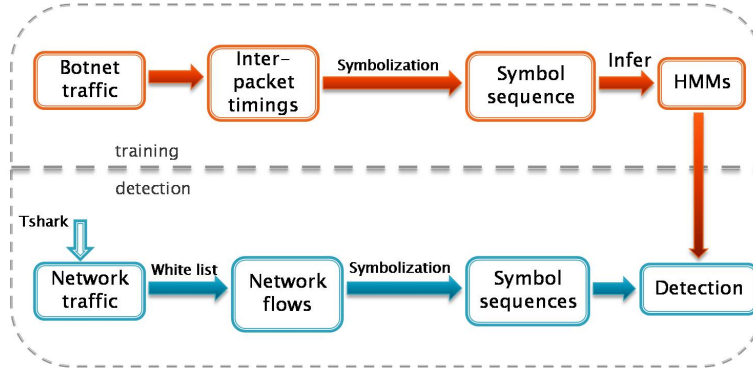 Botnet
traffic
Inter-
packet
timings
Symbolization
Symbol
sequence
Infer
HMMs
training
detection
Tshark
Network
traffic
White list
Network
flows
Symbolization
Symbol
sequences
Detection